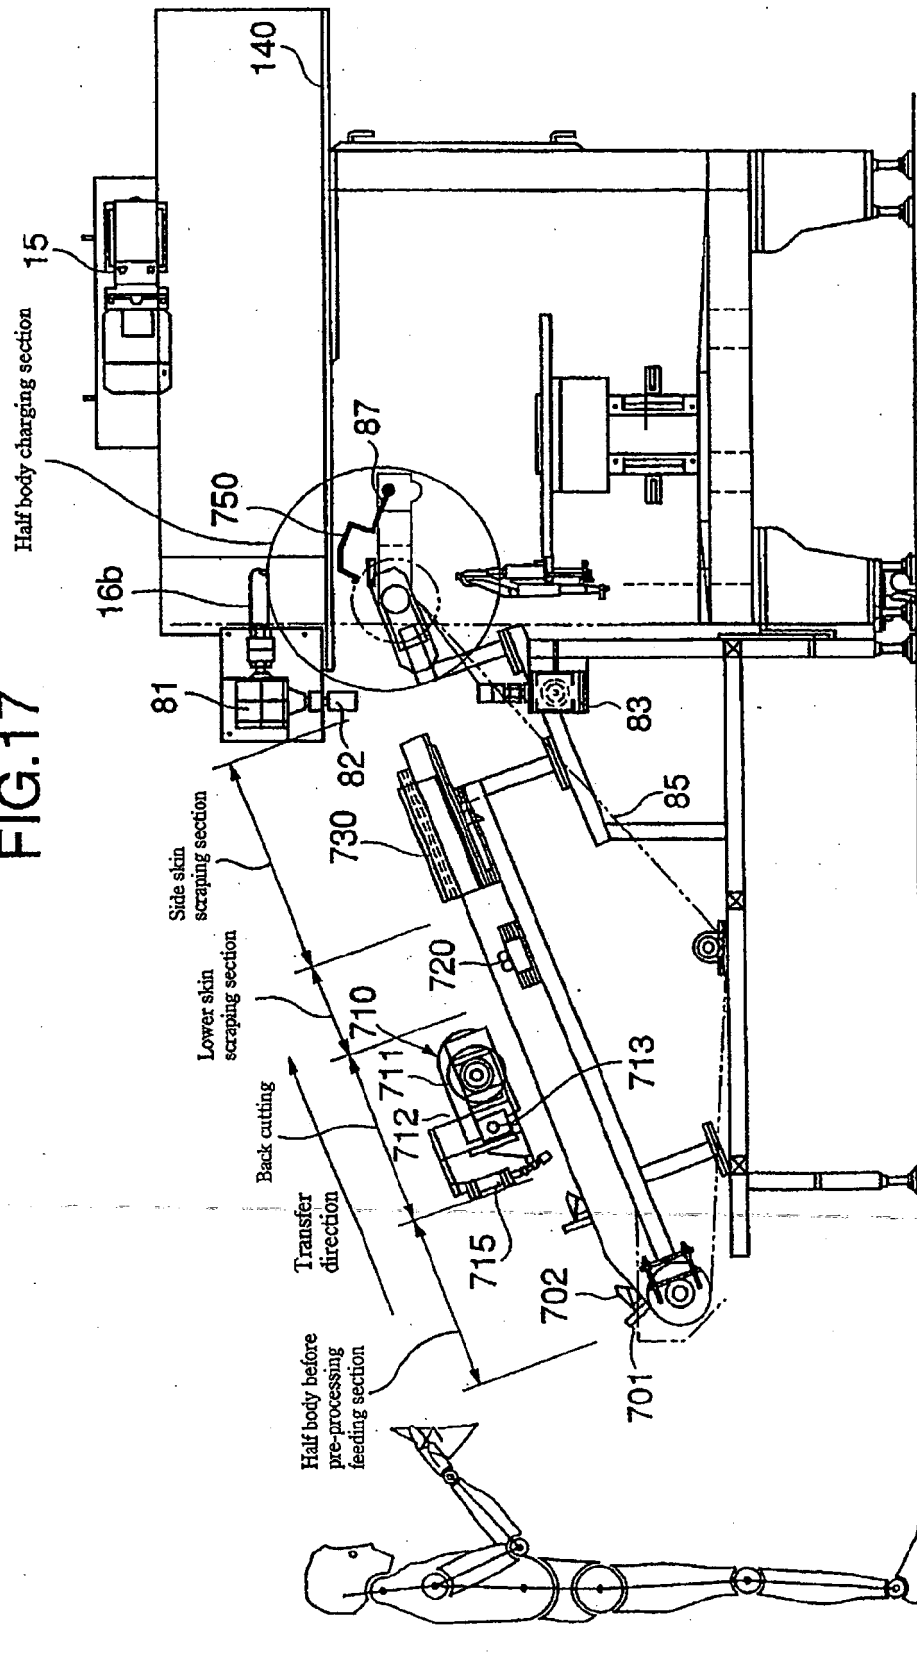 FIG.17
Half body before
pre-processing
feeding section
Transfer
direction
Back cutting
Lower skin
scraping section
Side skin
scraping section
Half body charging section
15
140
16b
81
82
750
87
83
85
730
720
710
711
712
713
715
702
701